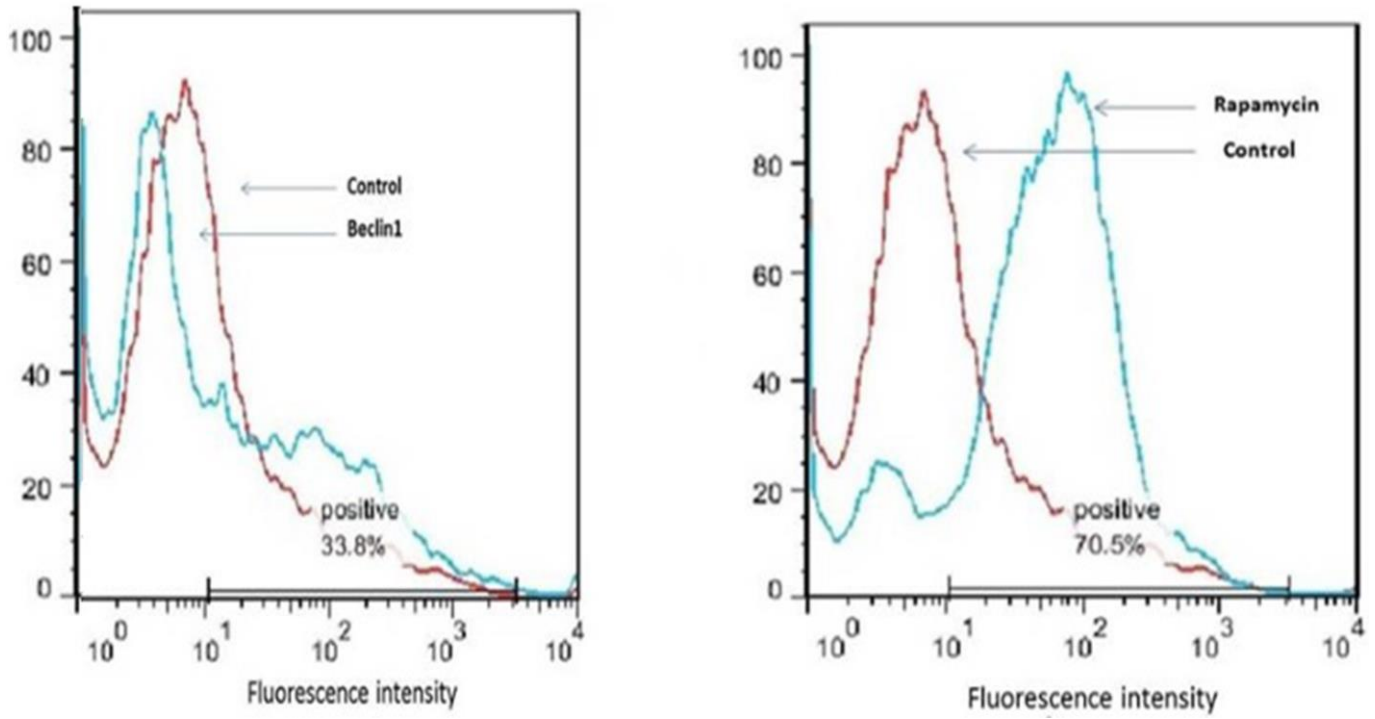 100
80
60
40
20
0
Control
Beclin1
positive
33.8%
10^0 10^1 10^2 10^3 10^4
Fluorescence intensity
100
80
60
40
20
0
Rapamycin
Control
positive
70.5%
10^0 10^1 10^2 10^3 10^4
Fluorescence intensity